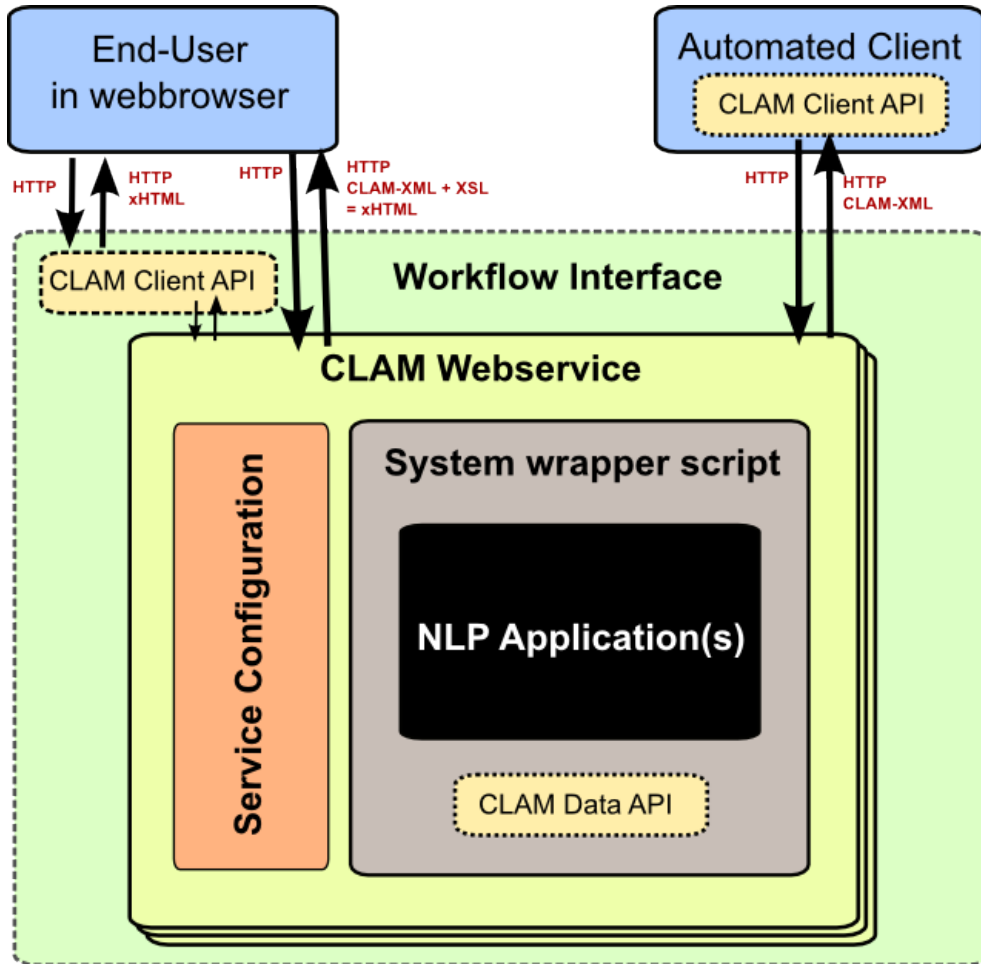 End-User
in webbrowser
Automated Client
CLAM Client API
HTTP
HTTP
xHTML
HTTP
HTTP
CLAM-XML + XSL
= xHTML
HTTP
HTTP
CLAM-XML
CLAM Client API
Workflow Interface
CLAM Webservice
Service Configuration
System wrapper script
NLP Application(s)
CLAM Data API